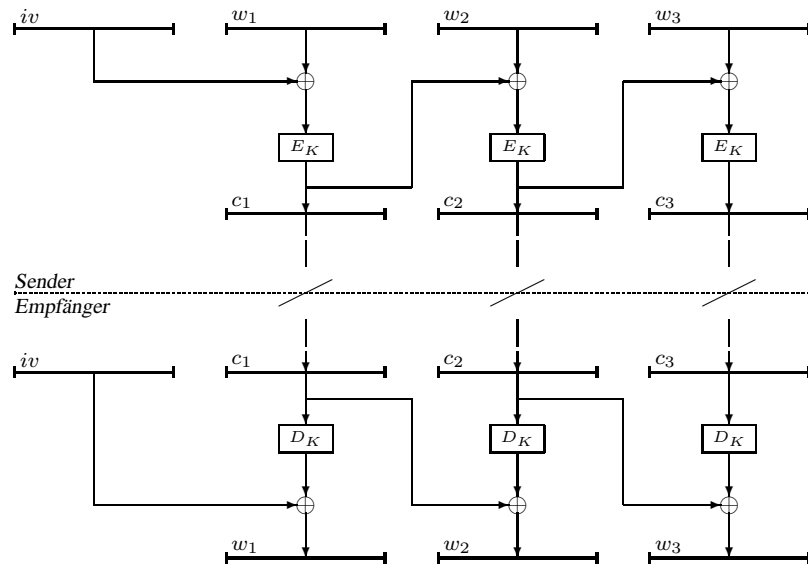 iv w₁ w₂ w₃
E_K E_K E_K
c₁ c₂ c₃
Sender
Empfänger
iv c₁ c₂ c₃
D_K D_K D_K
w₁ w₂ w₃